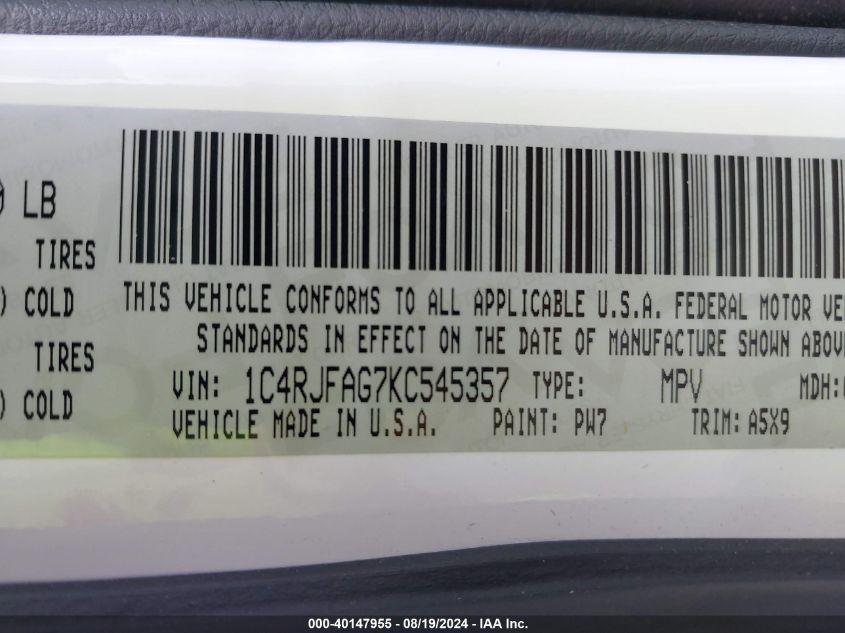 LB
TIRES
) COLD
TIRES
) COLD
THIS VEHICLE CONFORMS TO ALL APPLICABLE U.S.A. FEDERAL MOTOR VE
STANDARDS IN EFFECT ON THE DATE OF MANUFACTURE SHOWN ABOV
VIN: 1C4RJFAG7KC545357 TYPE: MPV MDH:
VEHICLE MADE IN U.S.A. PAINT: PW7 TRIM: A5X9
000-40147955 - 08/19/2024 - IAA Inc.